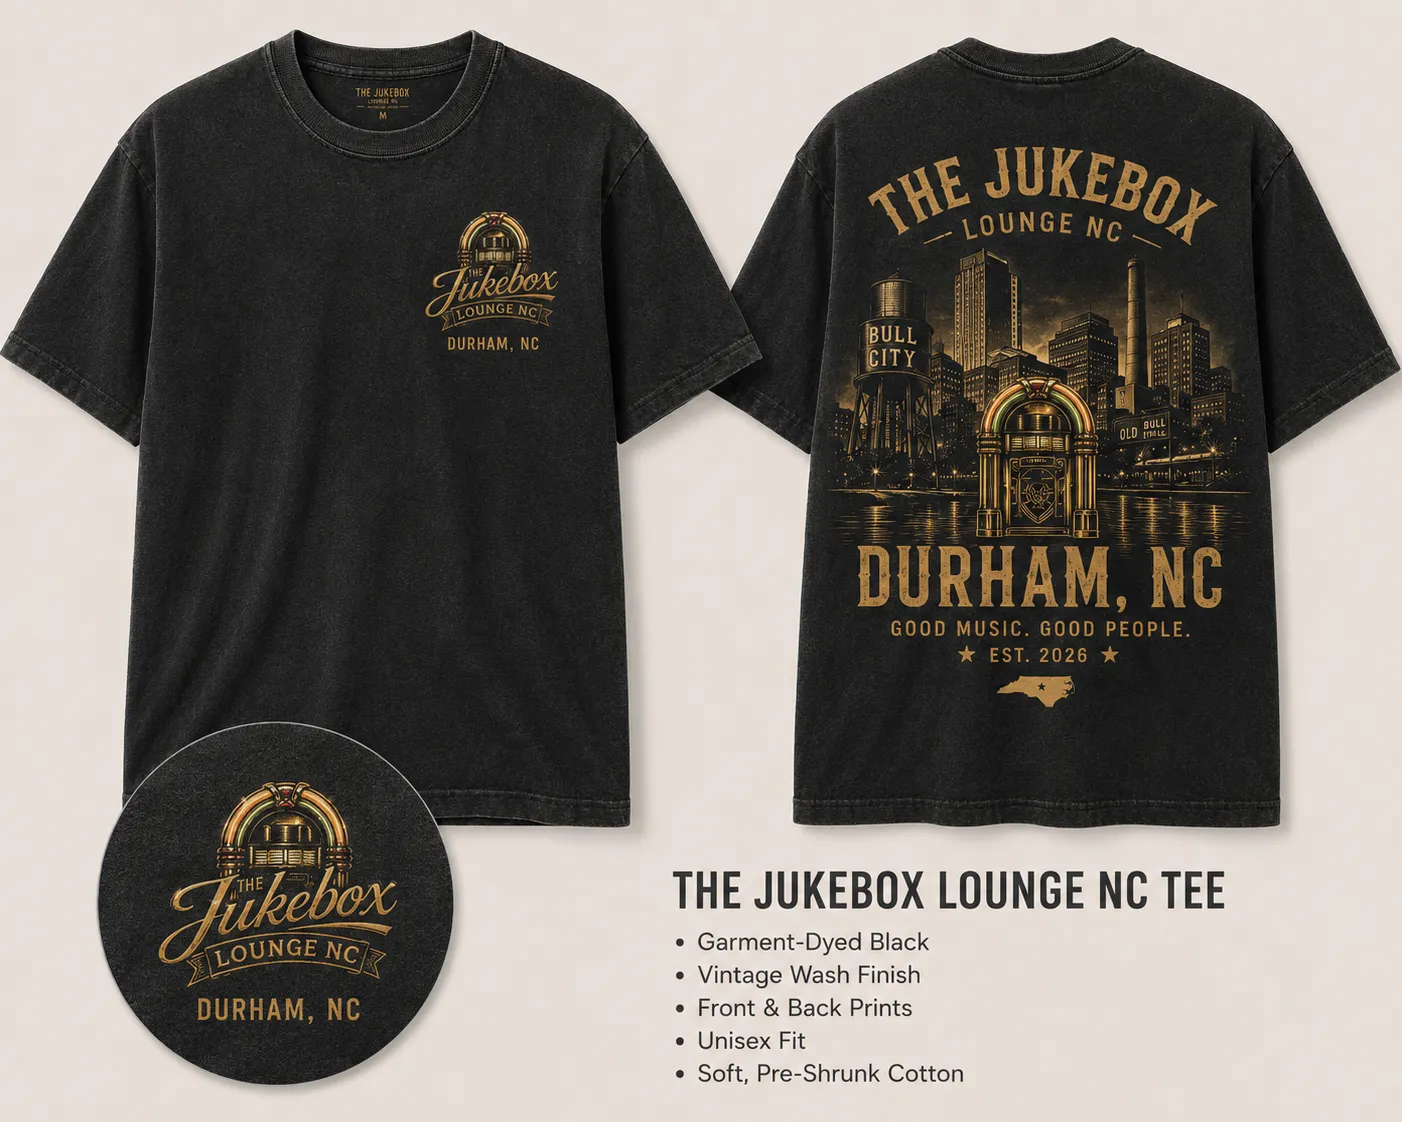 THE JUKEBOX
M
THE
Jukebox
LOUNGE NC
DURHAM, NC
THE JUKEBOX
LOUNGE NC
BULL
CITY
OLD BULL
DURHAM, NC
GOOD MUSIC. GOOD PEOPLE.
★ EST. 2026 ★
THE
Jukebox
LOUNGE NC
DURHAM, NC
THE JUKEBOX LOUNGE NC TEE
• Garment-Dyed Black
• Vintage Wash Finish
• Front & Back Prints
• Unisex Fit
• Soft, Pre-Shrunk Cotton